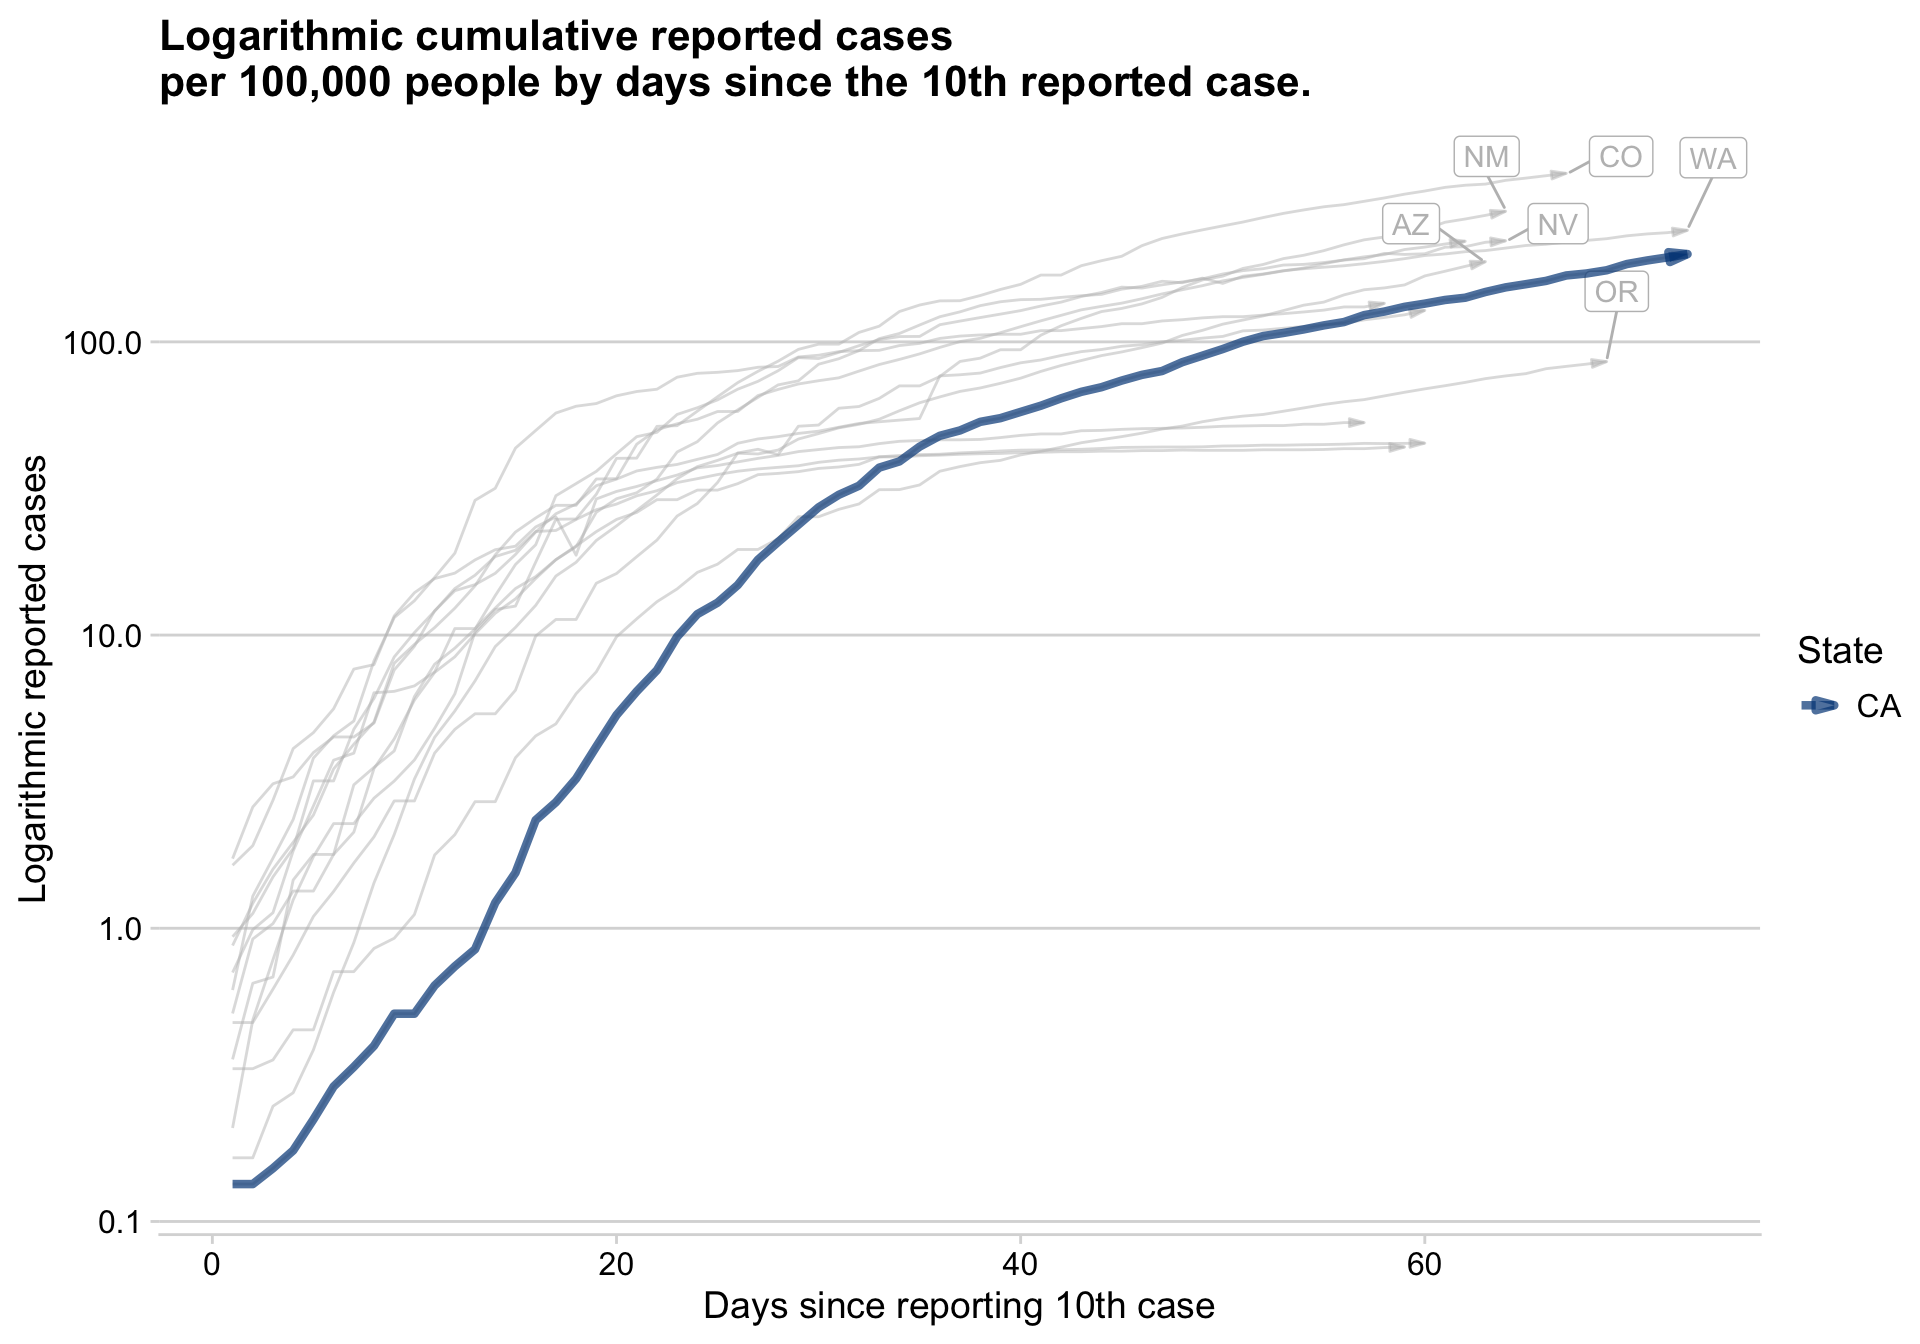 Logarithmic cumulative reported cases
per 100,000 people by days since the 10th reported case.
NM
CO
WA
AZ
NV
OR
100.0
10.0
1.0
0.1
Logarithmic reported cases
0
20
40
60
Days since reporting 10th case
State
CA